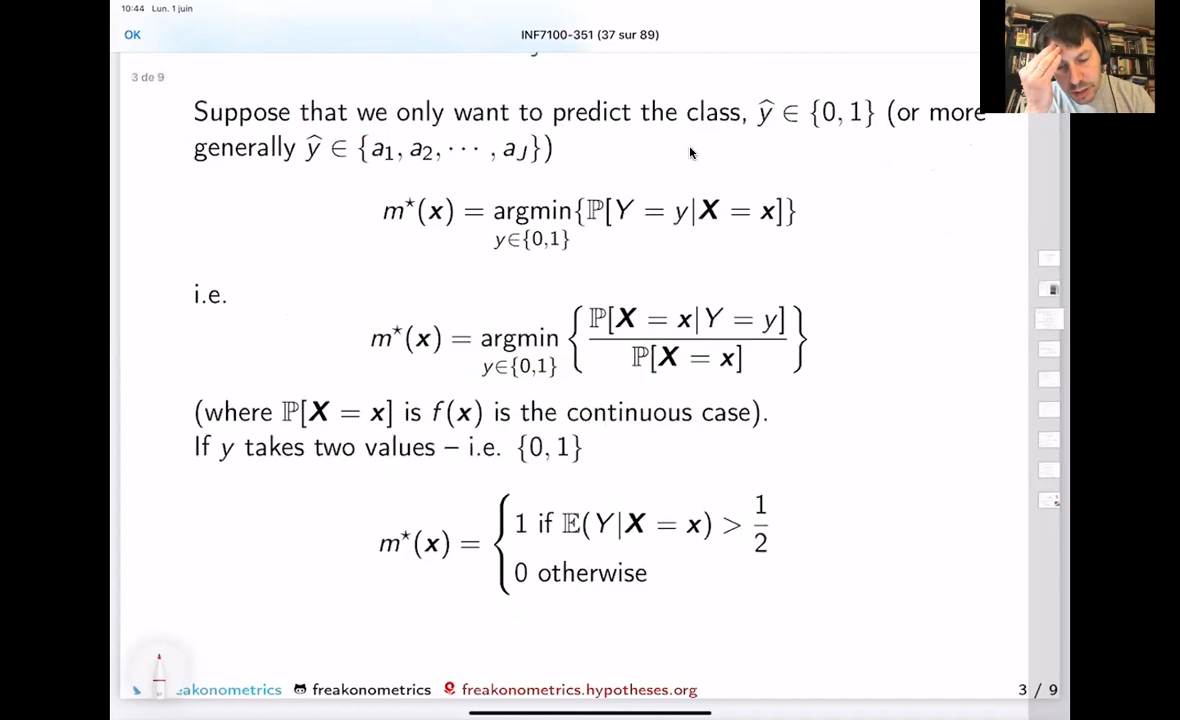 10:44 Lun. 1 juin
OK
INF7100-351 (37 sur 89)
3 de 9
Suppose that we only want to predict the class, ŷ ∈ {0, 1} (or more
generally ŷ ∈ {a₁, a₂, ⋯ , a_J})
m⋆(x) = argmin{ℙ[Y = y|X = x]}
y∈{0,1}
i.e.
m⋆(x) = argmin { ℙ[X = x|Y = y] / ℙ[X = x] }
y∈{0,1}
(where ℙ[X = x] is f(x) is the continuous case).
If y takes two values – i.e. {0, 1}
m⋆(x) = { 1 if 𝔼(Y|X = x) > 1/2
0 otherwise
akonometrics freakonometrics freakonometrics.hypotheses.org 3 / 9